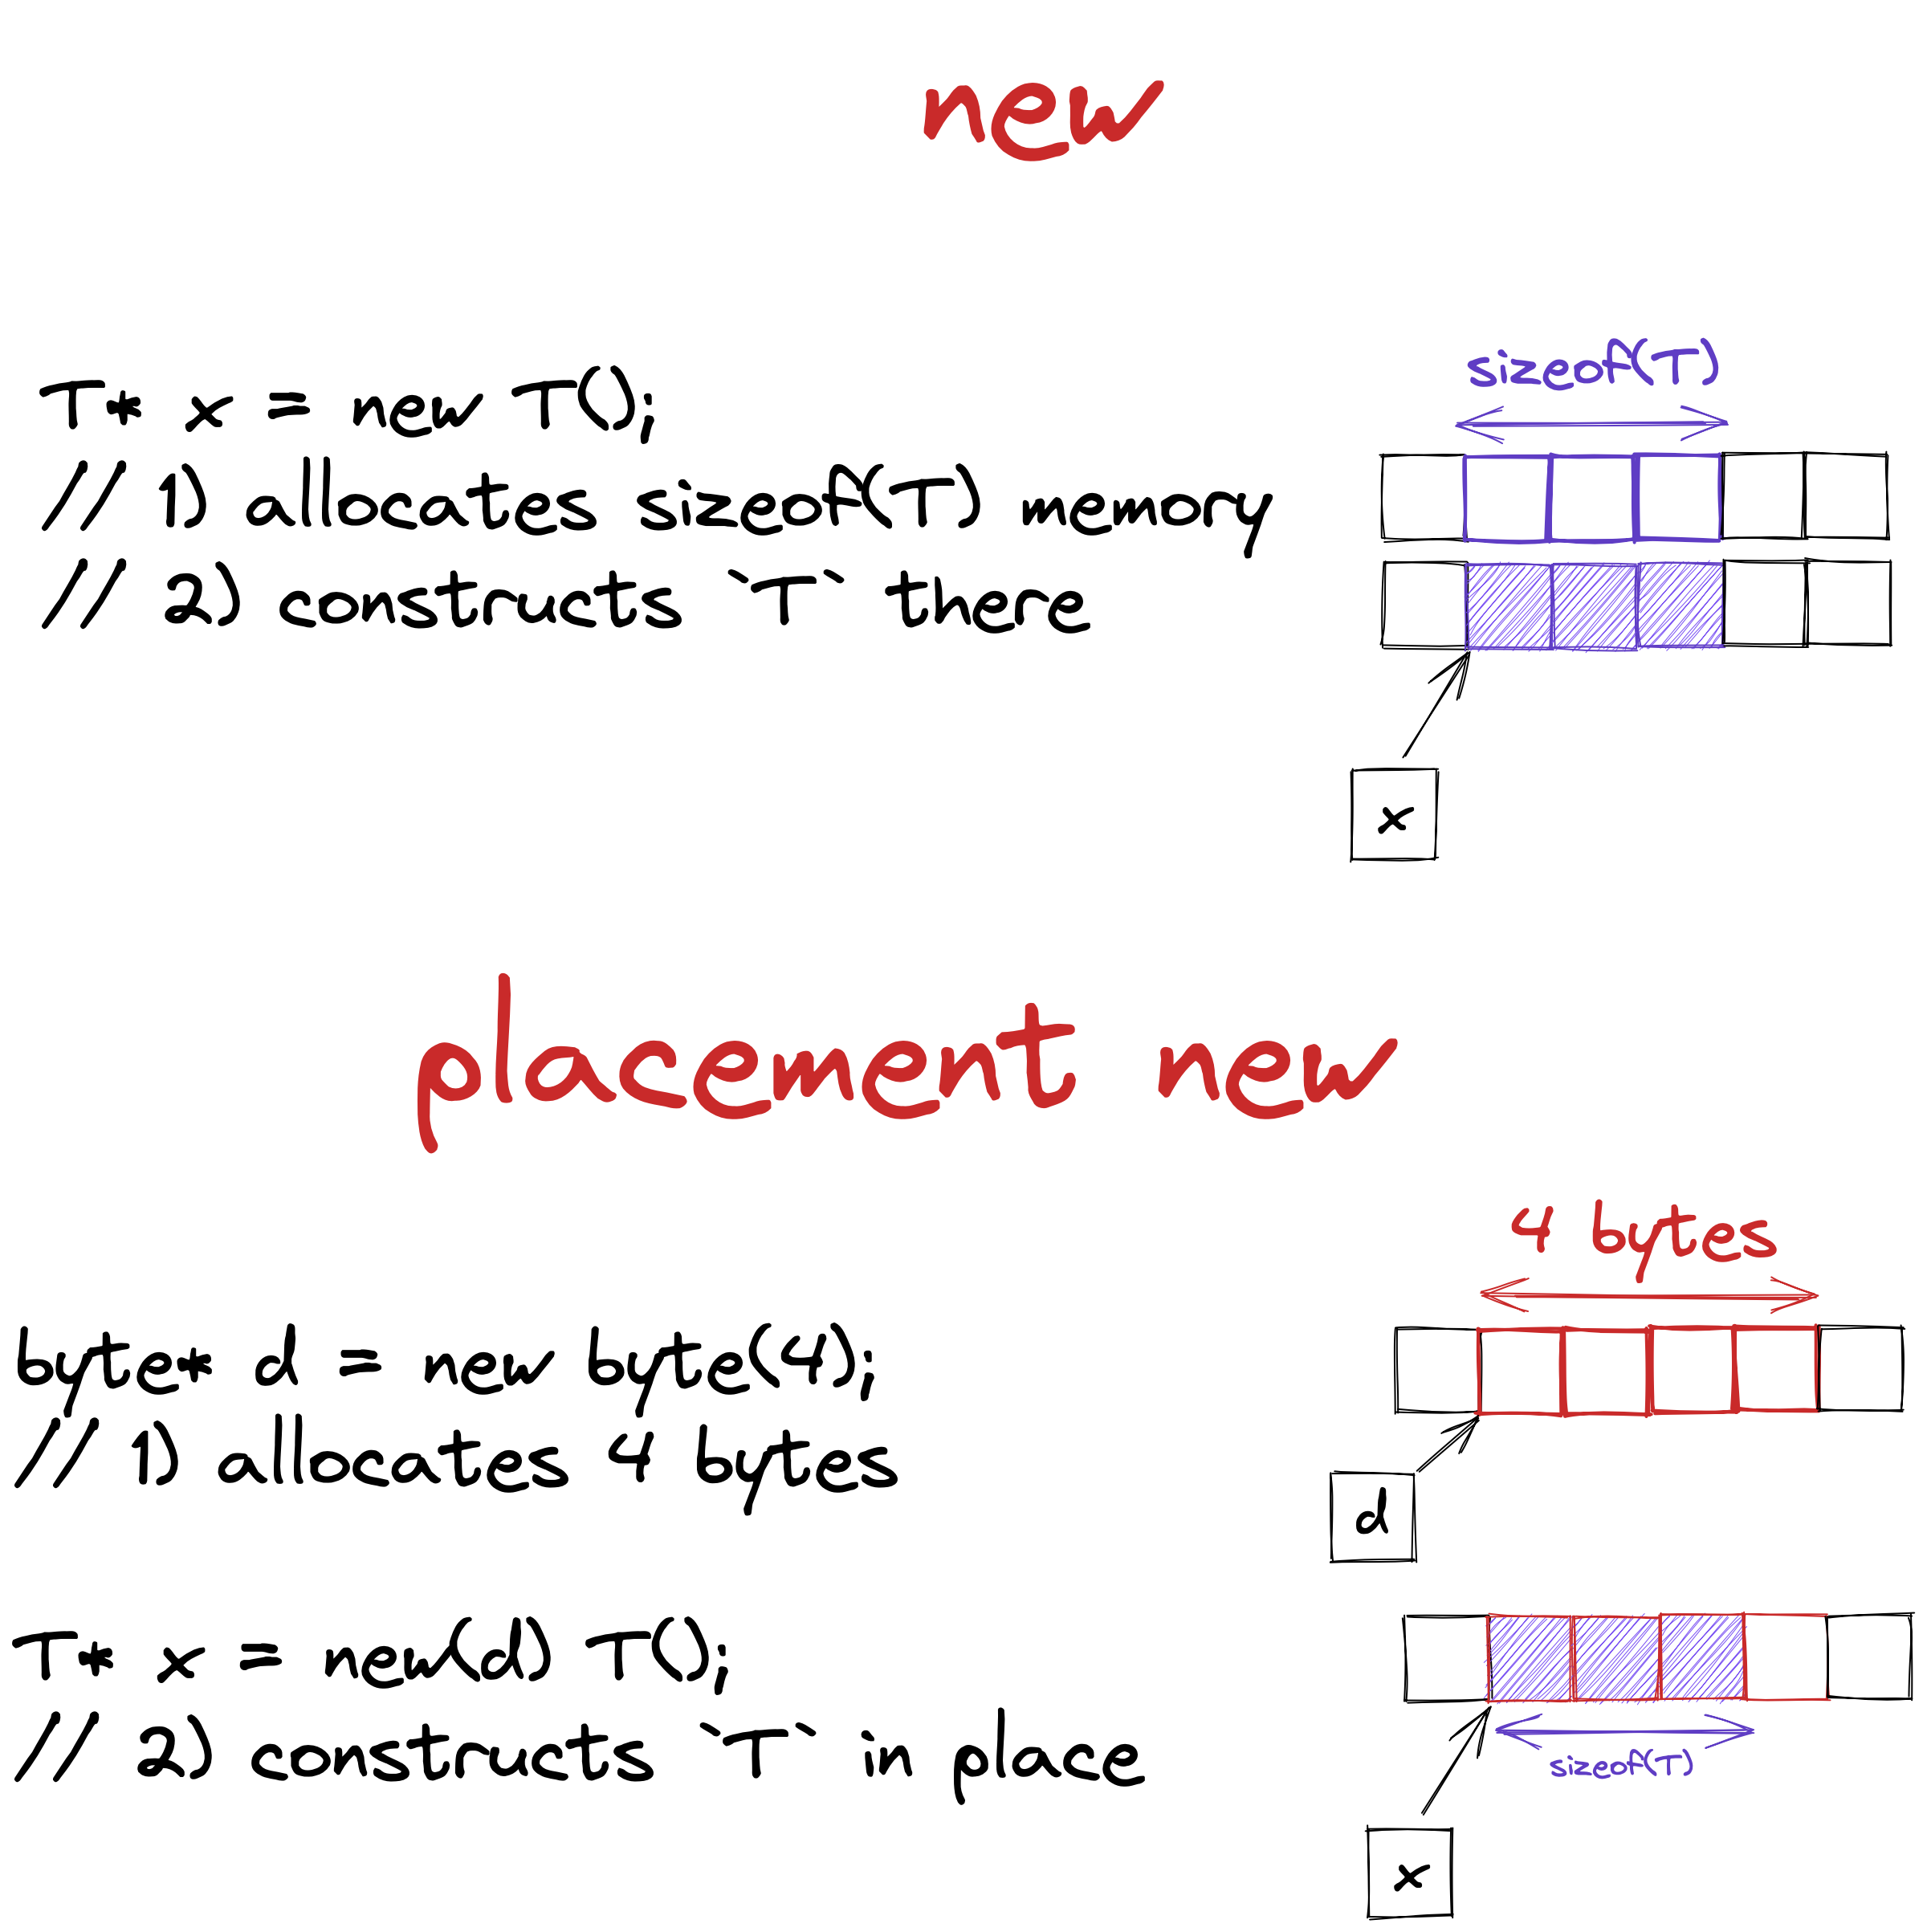 new
sizeof(T)
T* x = new T();
// 1) allocates sizeof(T) memory
// 2) constructs `T` there
x
placement new
4 bytes
byte* d = new byte(4);
// 1) allocates 4 bytes
d
T* x = new(d) T();
// 2) constructs `T` in place
sizeof(T)
x